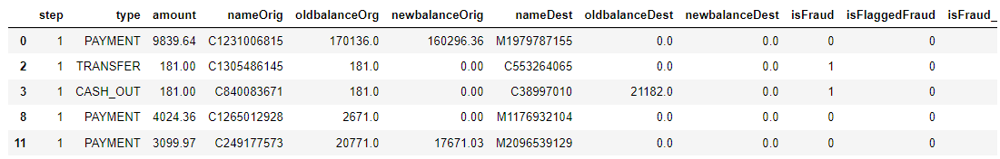 step type amount nameOrig oldbalanceOrg newbalanceOrig nameDest oldbalanceDest newbalanceDest isFraud isFlaggedFraud isFraud_
0 1 PAYMENT 9839.64 C1231006815 170136.0 160296.36 M1979787155 0.0 0.0 0 0
2 1 TRANSFER 181.00 C1305486145 181.0 0.00 C553264065 0.0 0.0 1 0
3 1 CASH_OUT 181.00 C840083671 181.0 0.00 C38997010 21182.0 0.0 1 0
8 1 PAYMENT 4024.36 C1265012928 2671.0 0.00 M1176932104 0.0 0.0 0 0
11 1 PAYMENT 3099.97 C249177573 20771.0 17671.03 M2096539129 0.0 0.0 0 0